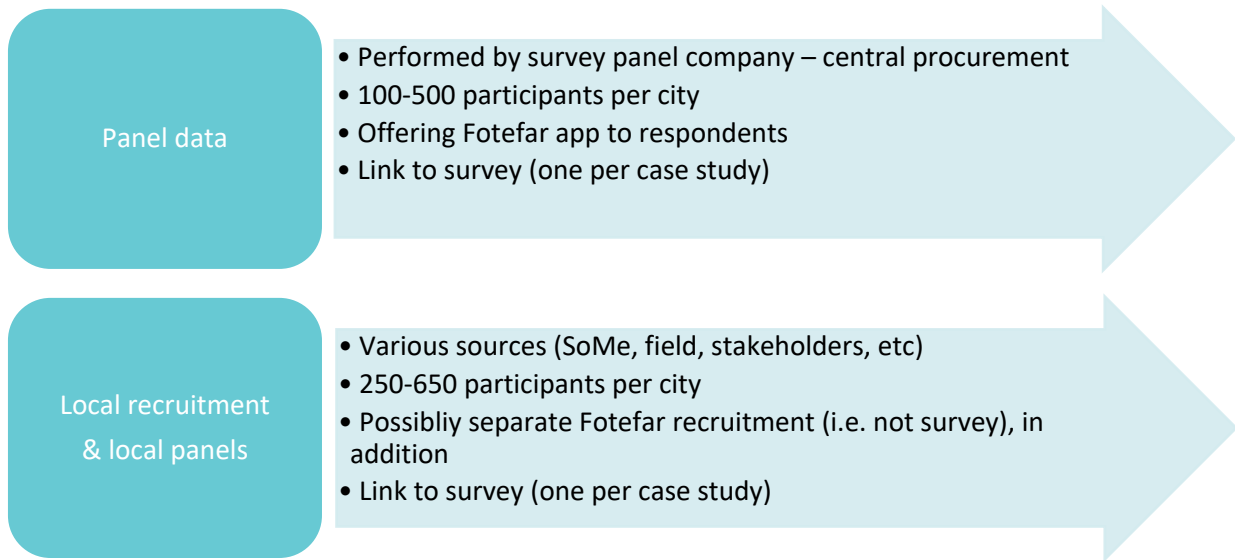 Panel data
• Performed by survey panel company – central procurement
• 100-500 participants per city
• Offering Fotefar app to respondents
• Link to survey (one per case study)
Local recruitment
& local panels
• Various sources (SoMe, field, stakeholders, etc)
• 250-650 participants per city
• Possibliy separate Fotefar recruitment (i.e. not survey), in
addition
• Link to survey (one per case study)